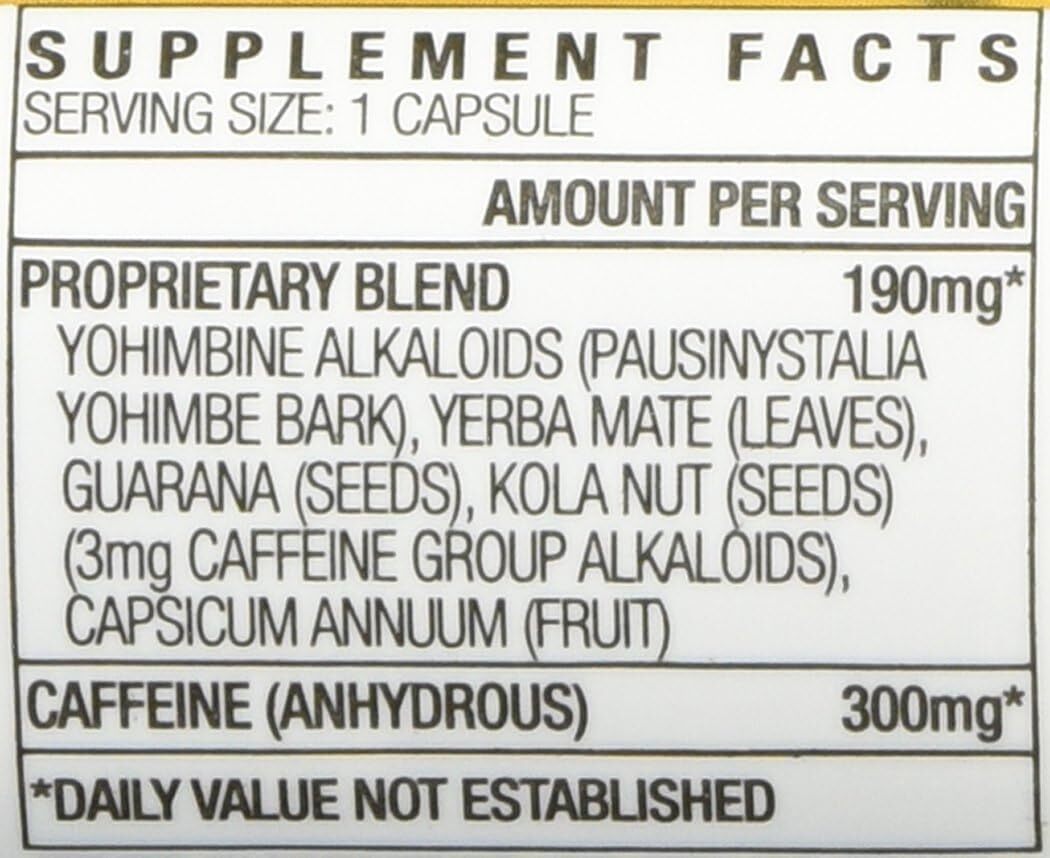 SUPPLEMENT FACTS
SERVING SIZE: 1 CAPSULE
AMOUNT PER SERVING
PROPRIETARY BLEND 190mg*
YOHIMBINE ALKALOIDS (PAUSINYSTALIA
YOHIMBE BARK), YERBA MATE (LEAVES),
GUARANA (SEEDS), KOLA NUT (SEEDS)
(3mg CAFFEINE GROUP ALKALOIDS),
CAPSICUM ANNUUM (FRUIT)
CAFFEINE (ANHYDROUS) 300mg*
*DAILY VALUE NOT ESTABLISHED